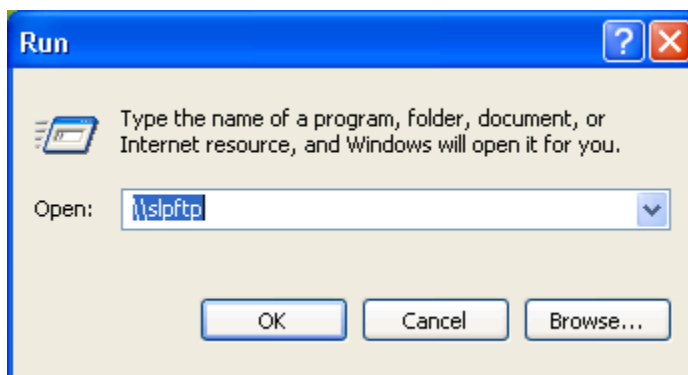 Run
Type the name of a program, folder, document, or
Internet resource, and Windows will open it for you.
Open: \\slpftp
OK Cancel Browse...